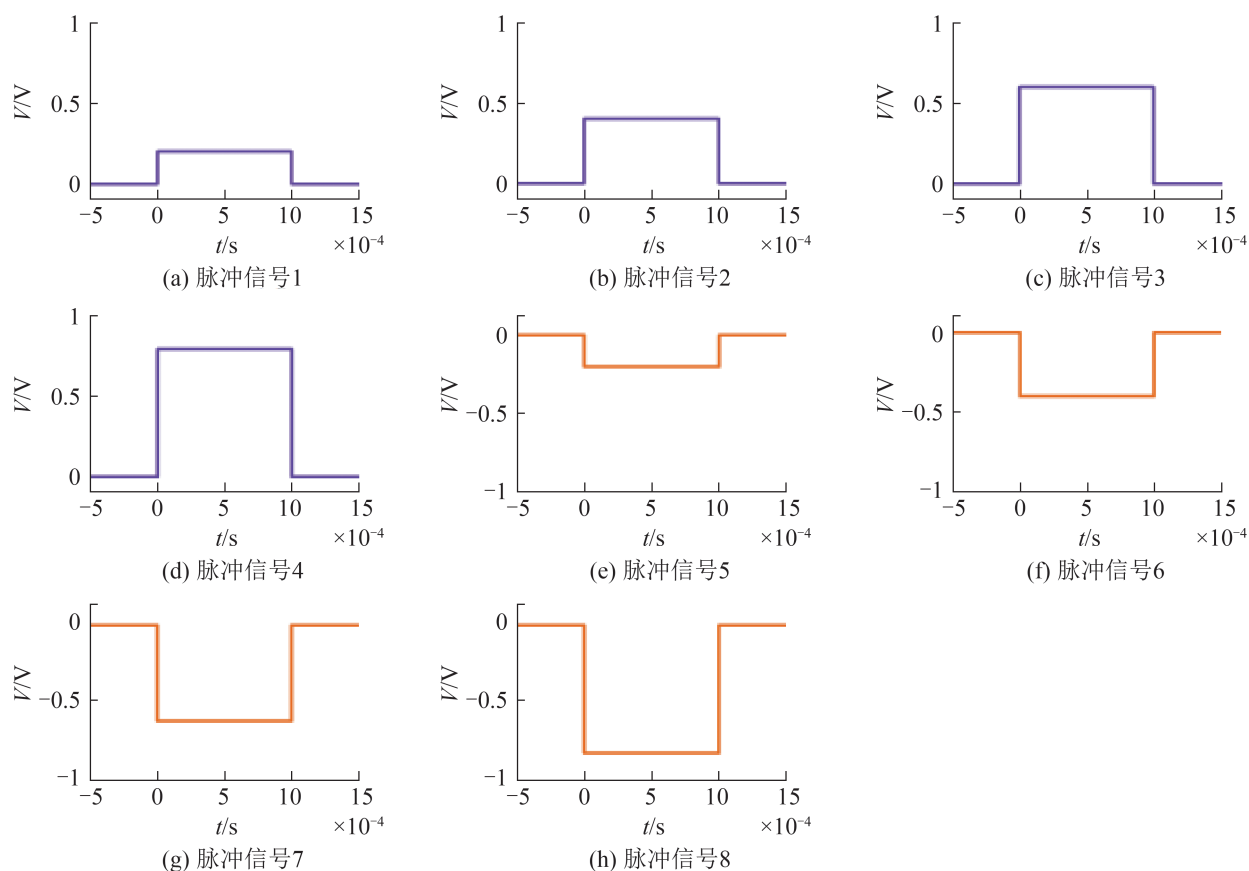 1 1 1
V/V 0.5 V/V 0.5 V/V 0.5
0 0 0
−5 0 5 10 15 −5 0 5 10 15 −5 0 5 10 15
t/s ×10⁻⁴ t/s ×10⁻⁴ t/s ×10⁻⁴
(a) 脉冲信号1 (b) 脉冲信号2 (c) 脉冲信号3
1 0 0
V/V 0.5 V/V −0.5 V/V −0.5
0 −1 −1
−5 0 5 10 15 −5 0 5 10 15 −5 0 5 10 15
t/s ×10⁻⁴ t/s ×10⁻⁴ t/s ×10⁻⁴
(d) 脉冲信号4 (e) 脉冲信号5 (f) 脉冲信号6
0 0
V/V −0.5 V/V −0.5
−1 −1
−5 0 5 10 15 −5 0 5 10 15
t/s ×10⁻⁴ t/s ×10⁻⁴
(g) 脉冲信号7 (h) 脉冲信号8